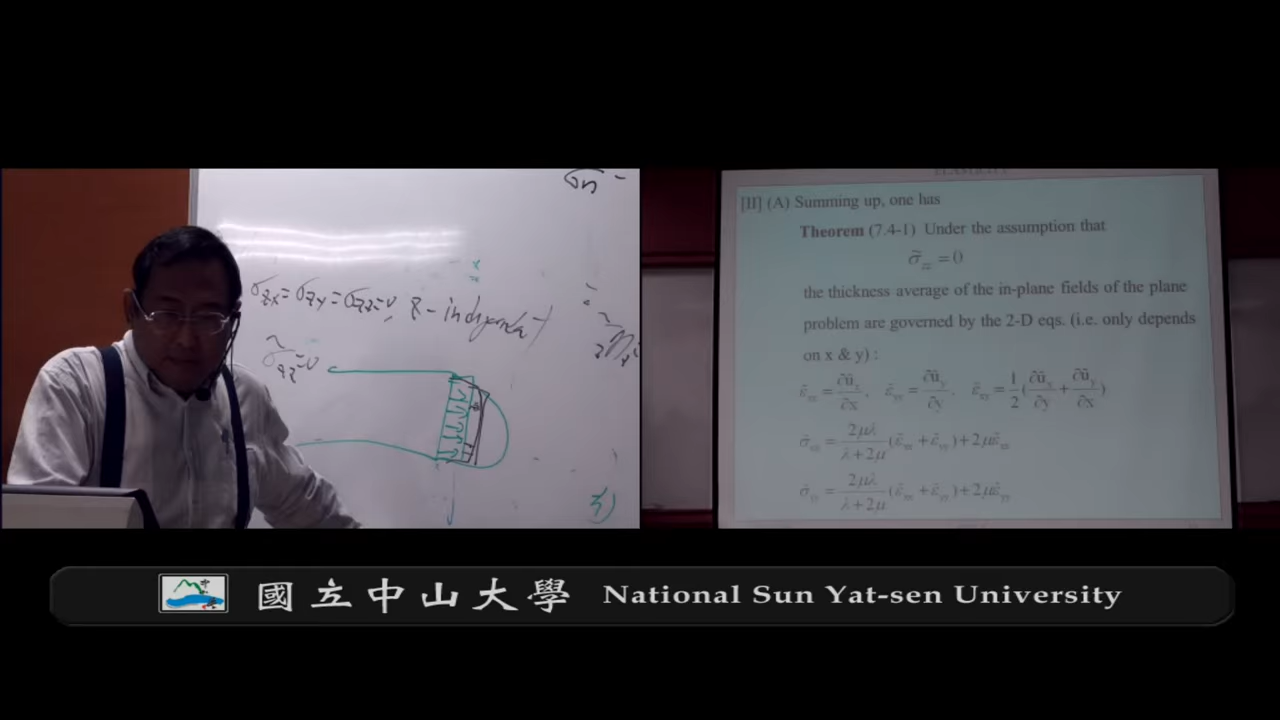 σₙ =
σzx = σzy = σzz = 0, z-independent
σ̃zz = 0
ELASTICITY
[II] (A) Summing up, one has
Theorem (7.4-1) Under the assumption that
σ̃zz = 0
the thickness average of the in-plane fields of the plane
problem are governed by the 2-D eqs. (i.e. only depends
on x & y) :
ε̃xx = ∂ũx/∂x, ε̃yy = ∂ũy/∂y, ε̃xy = 1/2 (∂ũx/∂y + ∂ũy/∂x)
σ̃xx = 2μλ/(λ+2μ) (ε̃xx + ε̃yy) + 2με̃xx
σ̃yy = 2μλ/(λ+2μ) (ε̃xx + ε̃yy) + 2με̃yy
國立中山大學 National Sun Yat-sen University